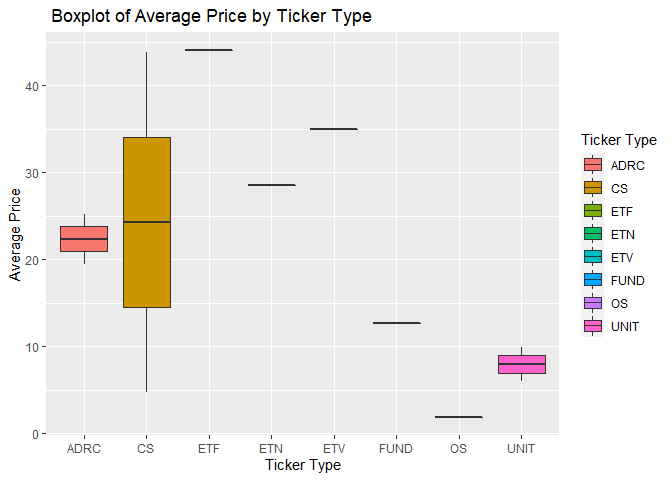 Boxplot of Average Price by Ticker Type
Average Price
40
30
20
10
0
ADRC CS ETF ETN ETV FUND OS UNIT
Ticker Type
Ticker Type
ADRC
CS
ETF
ETN
ETV
FUND
OS
UNIT